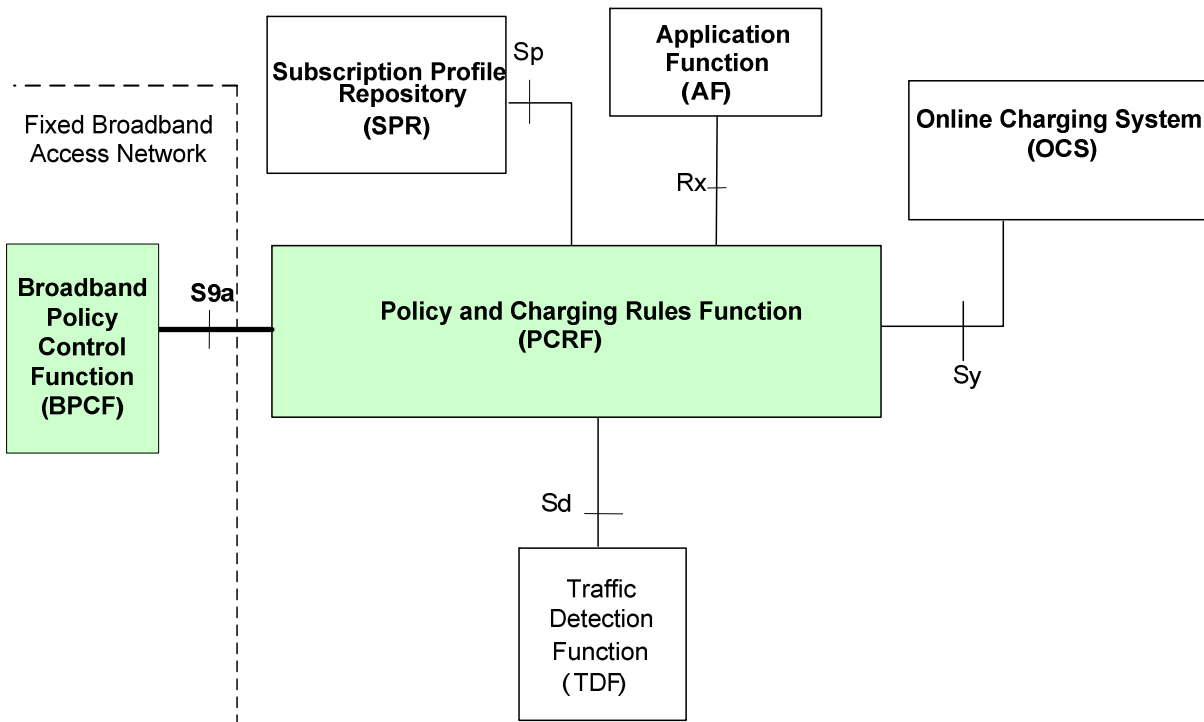 Sp
Subscription Profile
Repository
(SPR)
Application
Function
(AF)
Online Charging System
(OCS)
Fixed Broadband
Access Network
Rx
Broadband
Policy
Control
Function
(BPCF)
S9a
Policy and Charging Rules Function
(PCRF)
Sy
Sd
Traffic
Detection
Function
(TDF)